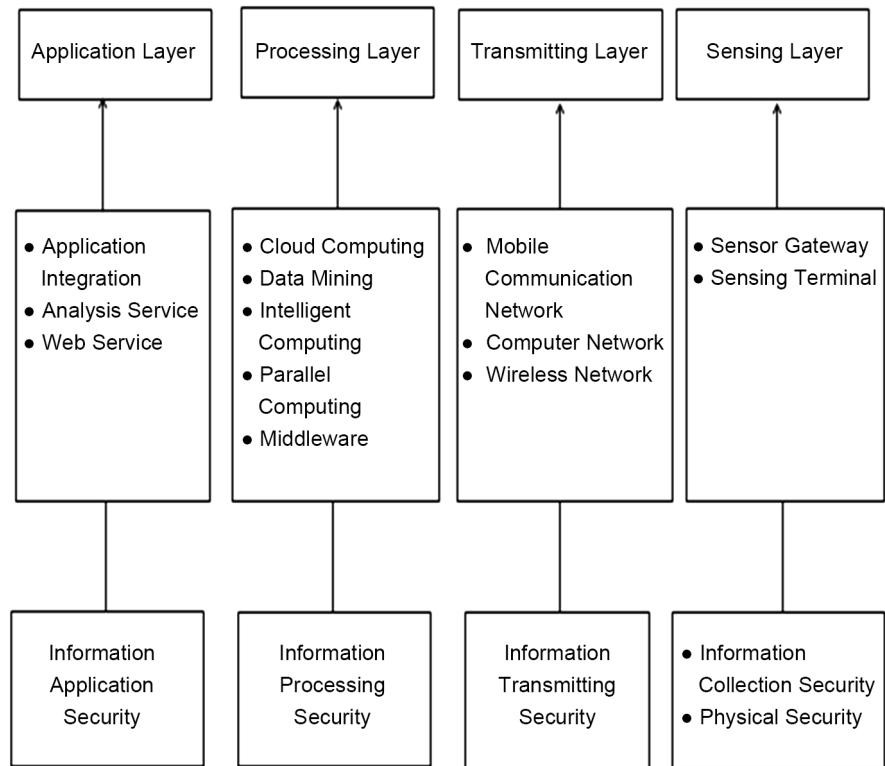 Application Layer
Processing Layer
Transmitting Layer
Sensing Layer
● Application
Integration
● Analysis Service
● Web Service
● Cloud Computing
● Data Mining
● Intelligent
Computing
● Parallel
Computing
● Middleware
● Mobile
Communication
Network
● Computer Network
● Wireless Network
● Sensor Gateway
● Sensing Terminal
Information
Application
Security
Information
Processing
Security
Information
Transmitting
Security
● Information
Collection Security
● Physical Security